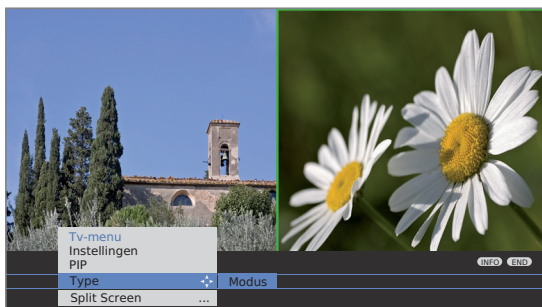 Tv-menu
Instellingen
PIP
Type Modus
Split Screen ...
INFO END